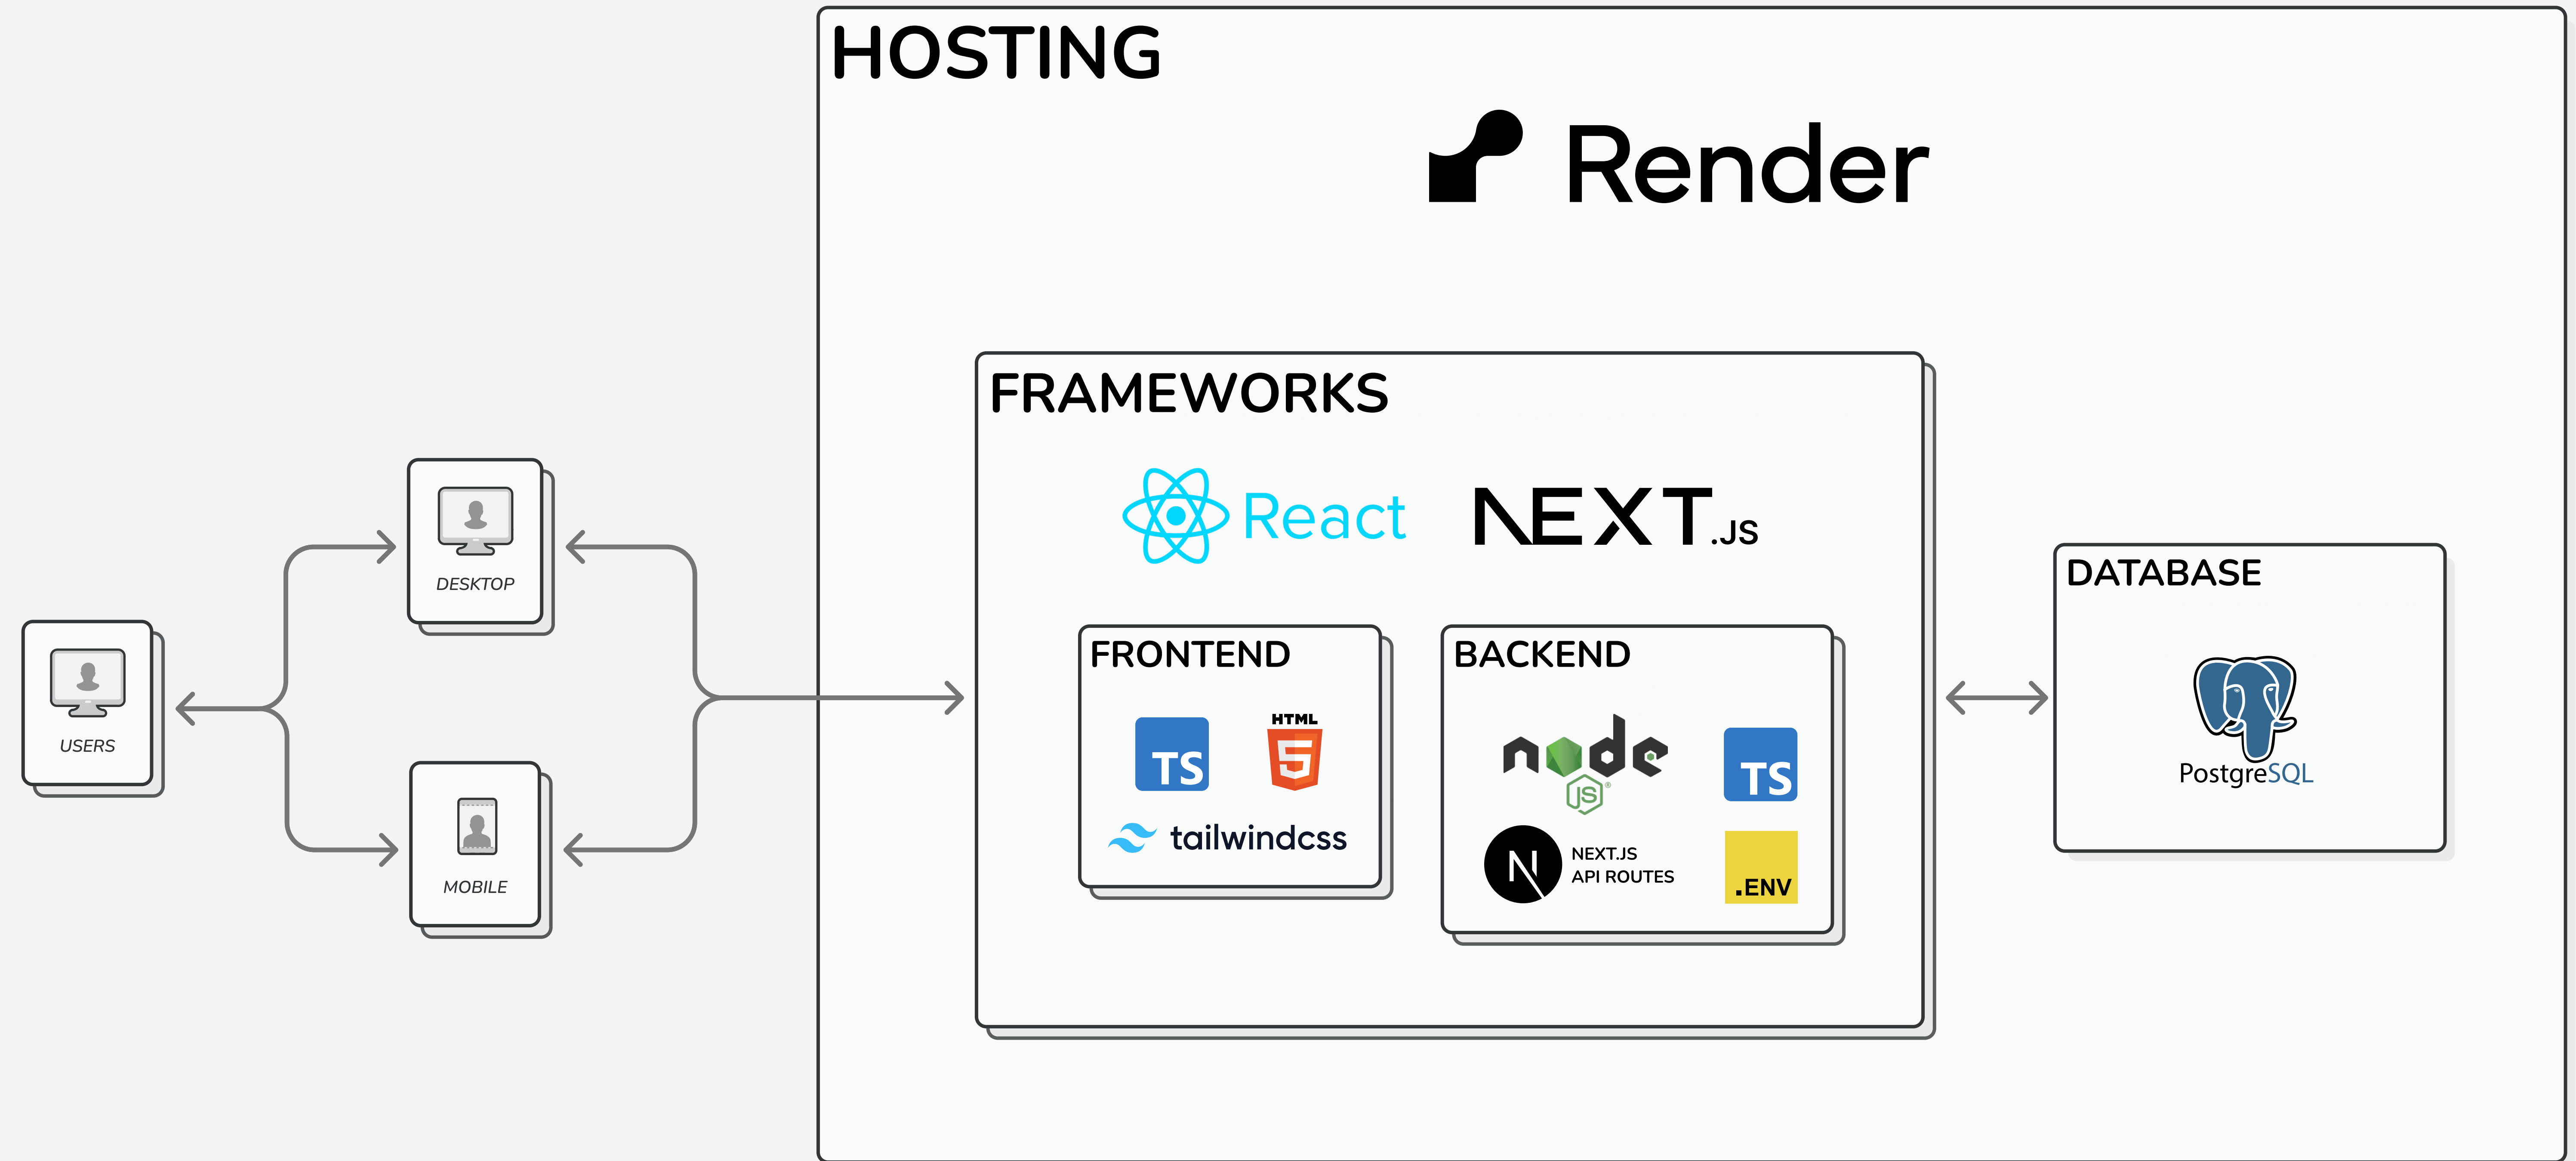 HOSTING
Render
FRAMEWORKS
React
NEXT.JS
DESKTOP
USERS
MOBILE
FRONTEND
TS
HTML
5
tailwindcss
BACKEND
node
JS
®
TS
N
NEXT.JS
API ROUTES
.ENV
DATABASE
PostgreSQL